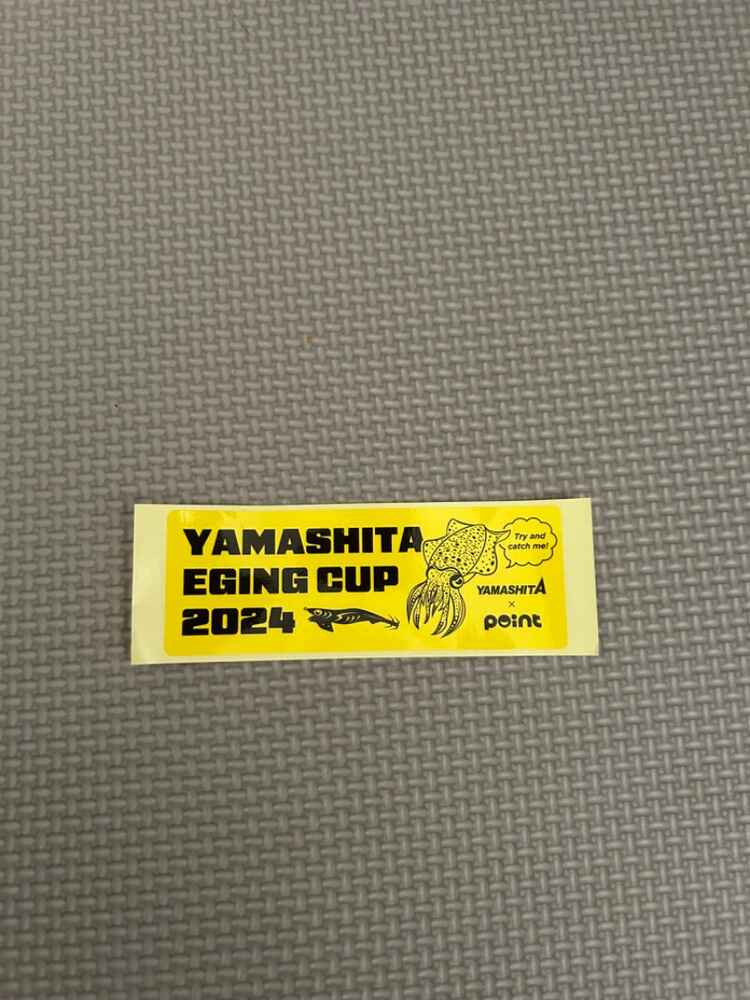 YAMASHITA
EGING CUP
2024
Try and
catch me!
YAMASHITA
×
point